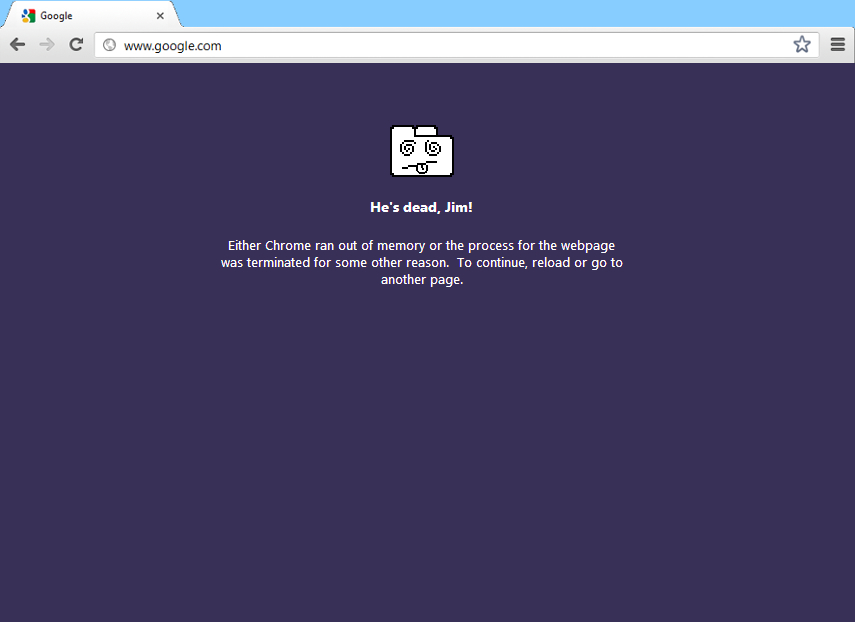 Google
www.google.com
He's dead, Jim!
Either Chrome ran out of memory or the process for the webpage
was terminated for some other reason.  To continue, reload or go to
another page.